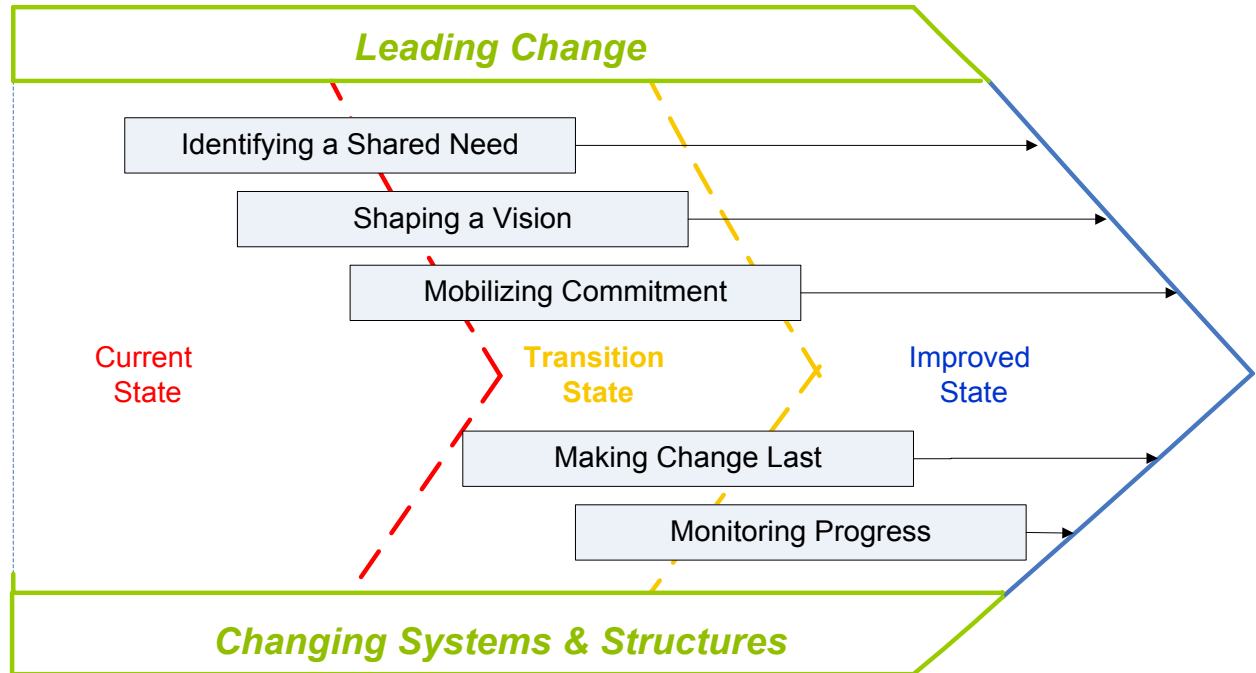 Leading Change
Identifying a Shared Need
Shaping a Vision
Mobilizing Commitment
Current
State
Transition
State
Improved
State
Making Change Last
Monitoring Progress
Changing Systems & Structures